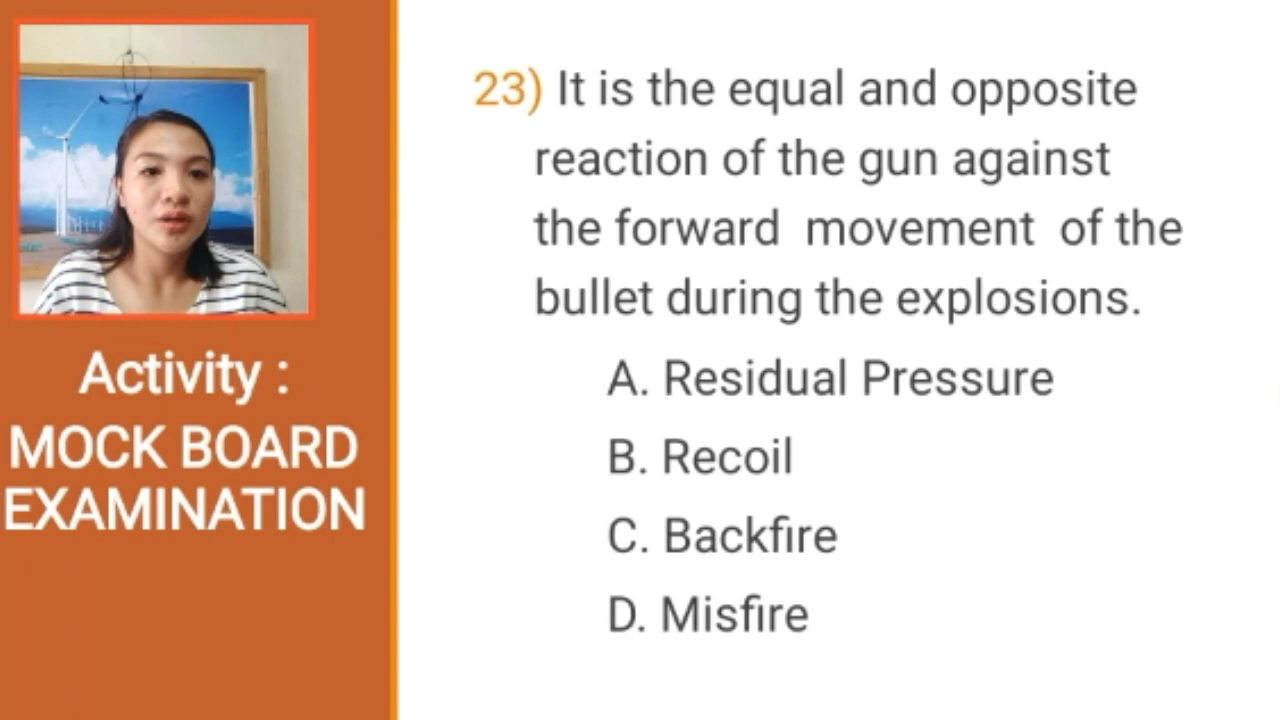 Activity :
MOCK BOARD
EXAMINATION
23) It is the equal and opposite
reaction of the gun against
the forward movement of the
bullet during the explosions.
A. Residual Pressure
B. Recoil
C. Backfire
D. Misfire